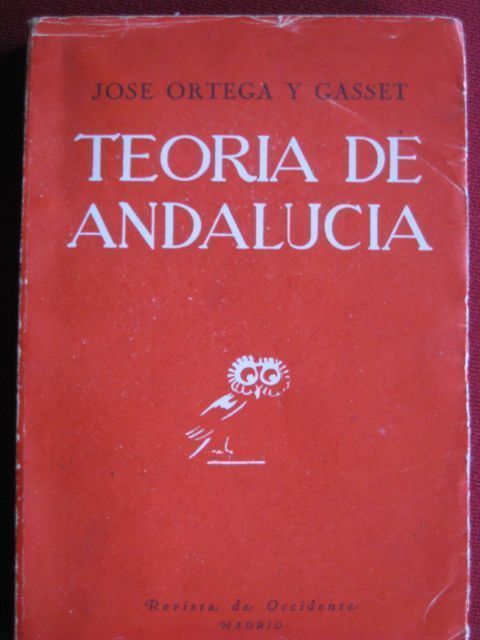 JOSE ORTEGA Y GASSET
TEORIA DE
ANDALUCIA
Revista de Occidente
MADRID